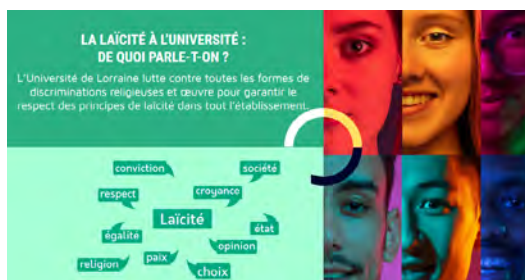 LA LAÏCITÉ À L'UNIVERSITÉ :
DE QUOI PARLE-T-ON ?
L'Université de Lorraine lutte contre toutes les formes de
discriminations religieuses et œuvre pour garantir le
respect des principes de laïcité dans tout l'établissement.
conviction
société
respect
croyance
Laïcité
égalité
état
opinion
religion
paix
choix